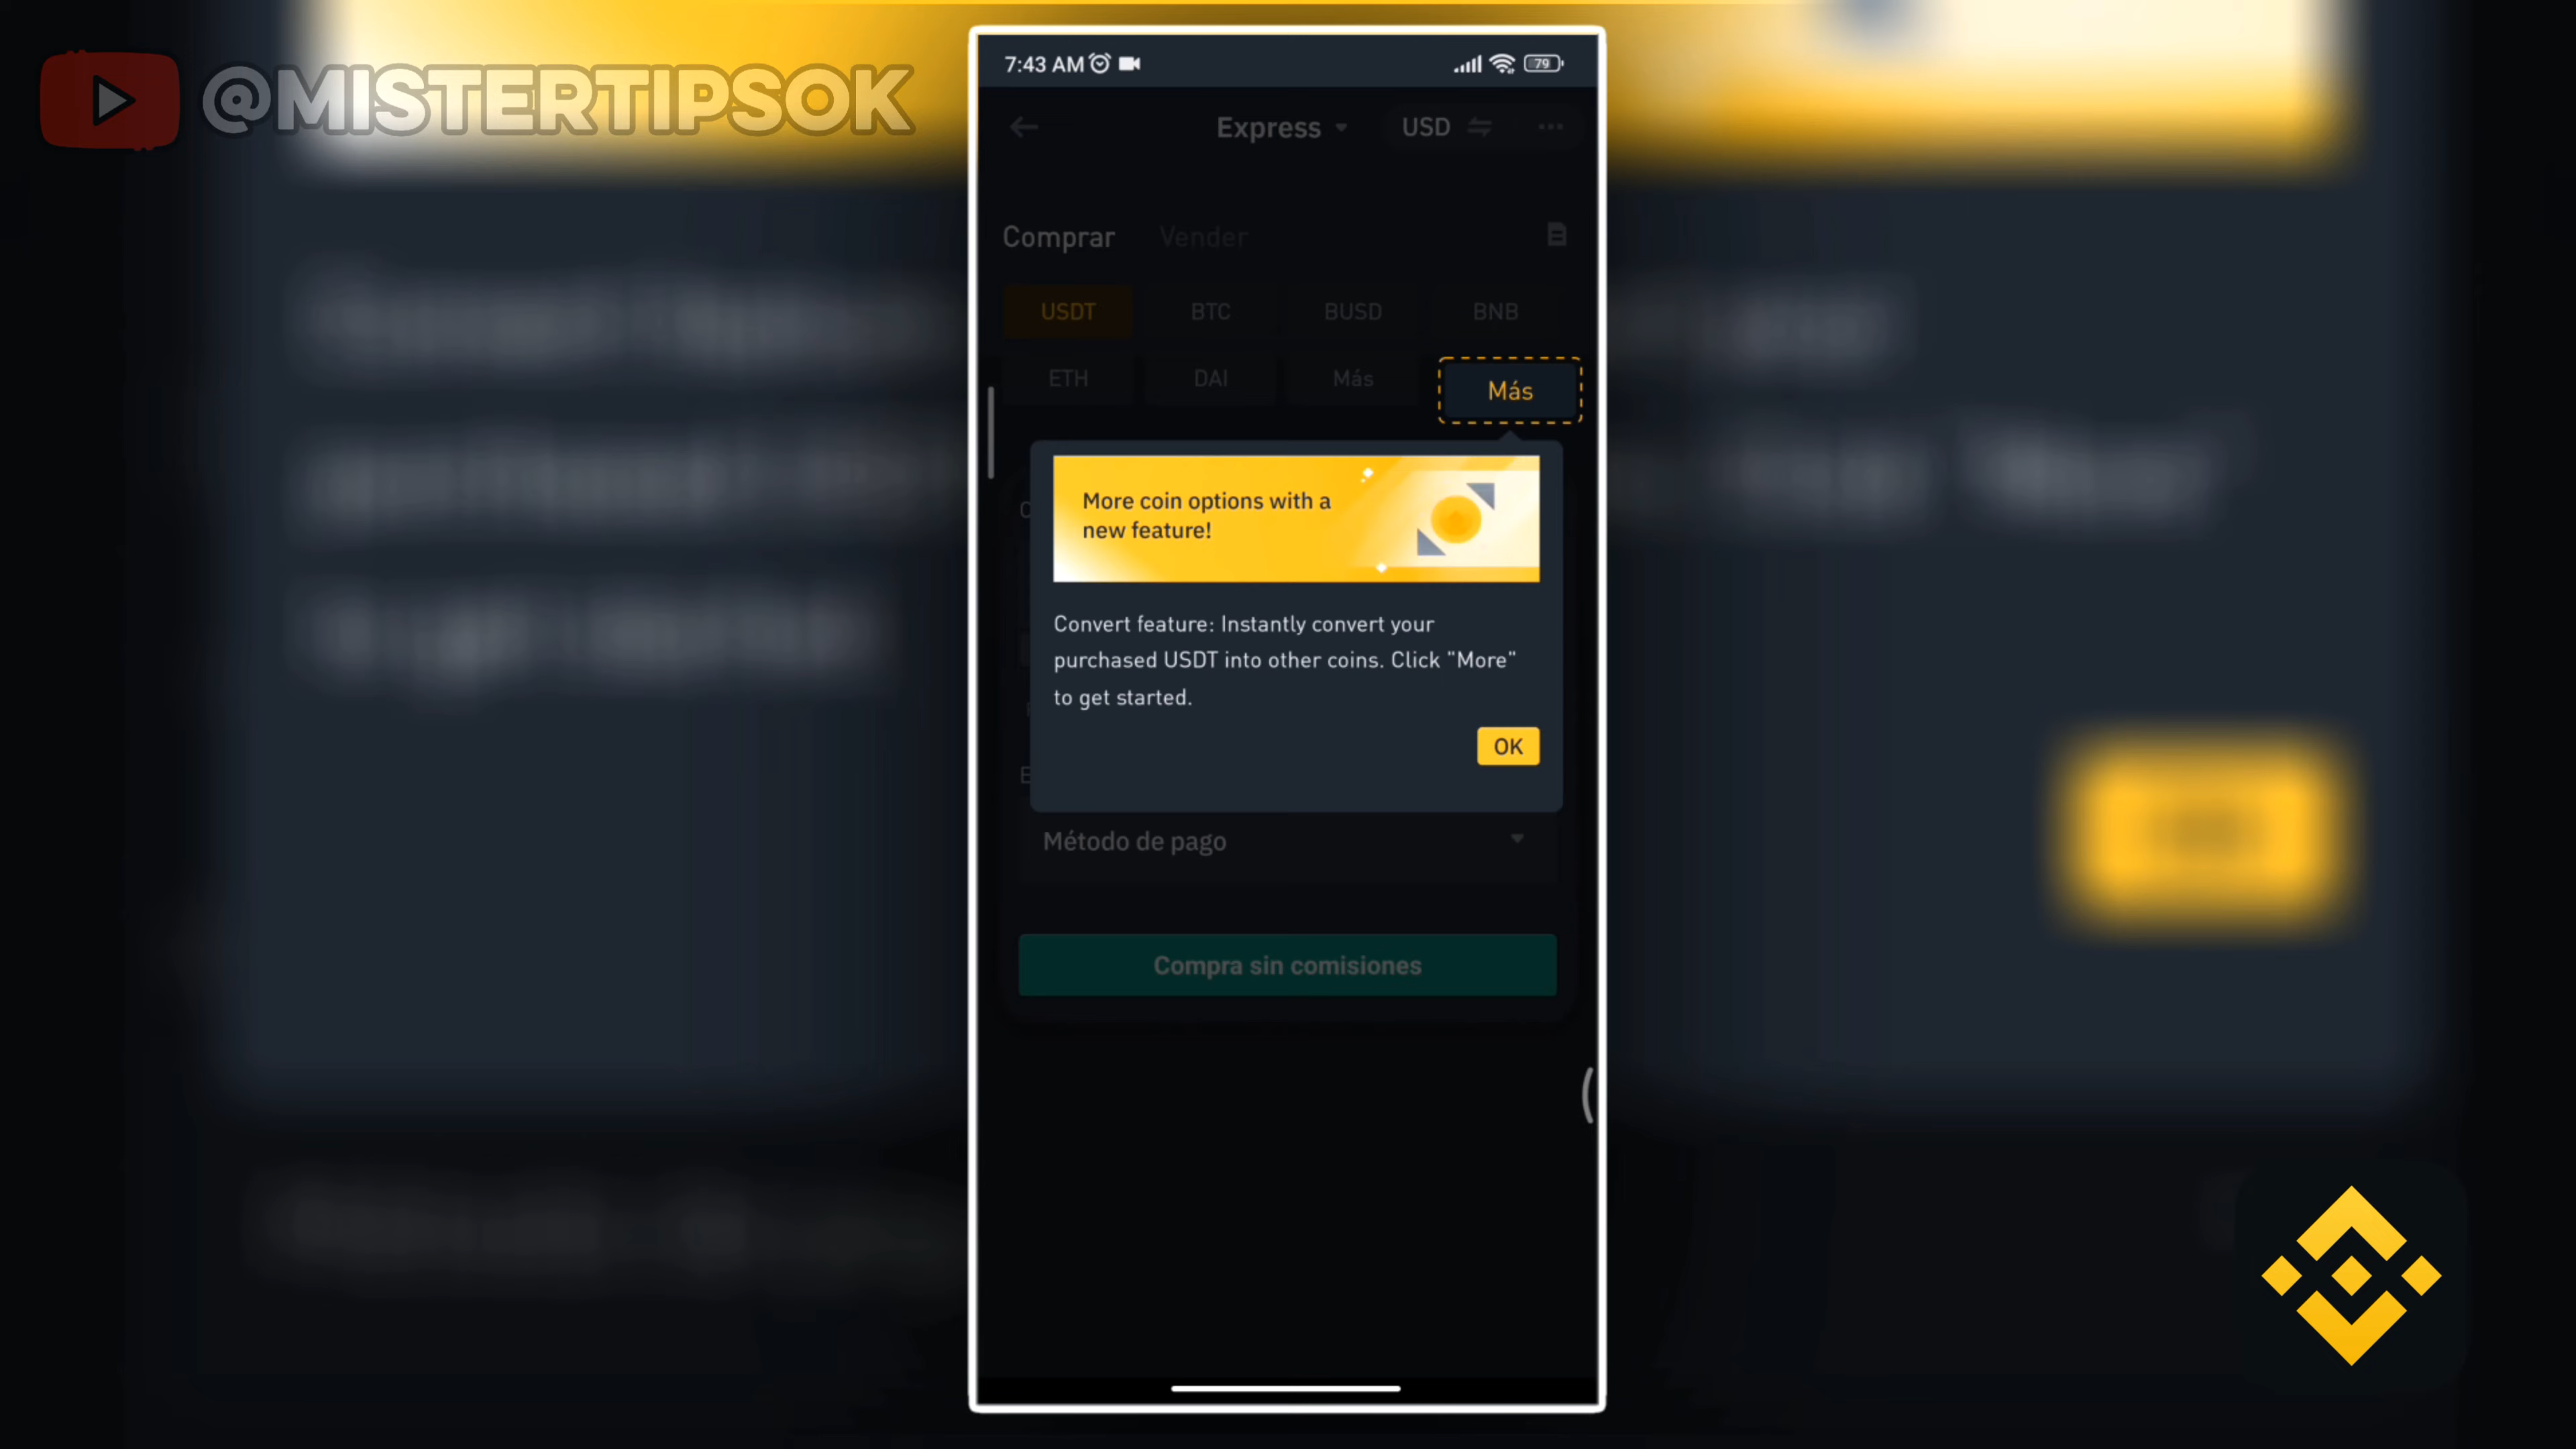 @MISTERTIPSOK
7:43 AM
79
Express
USD
Comprar
Vender
USDT
BTC
BUSD
BNB
ETH
DAI
Más
Más
More coin options with a
new feature!
Convert feature: Instantly convert your
purchased USDT into other coins. Click "More"
to get started.
OK
Método de pago
Compra sin comisiones